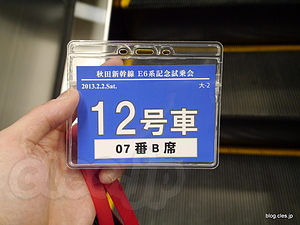 秋田新幹線 E6系記念試乗会
2013.2.2.Sat.
大-2
12号車
07番B席
blog.cles.jp